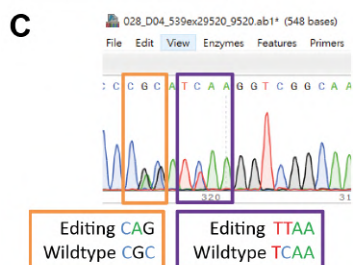 C
028_D04_539ex29520_9520.ab1* (548 bases)
File Edit View Enzymes Features Primers
C C C G C A T C A A G G T C G G C A A
320 31
Editing CAG Editing TTAA
Wildtype CGC Wildtype TCAA